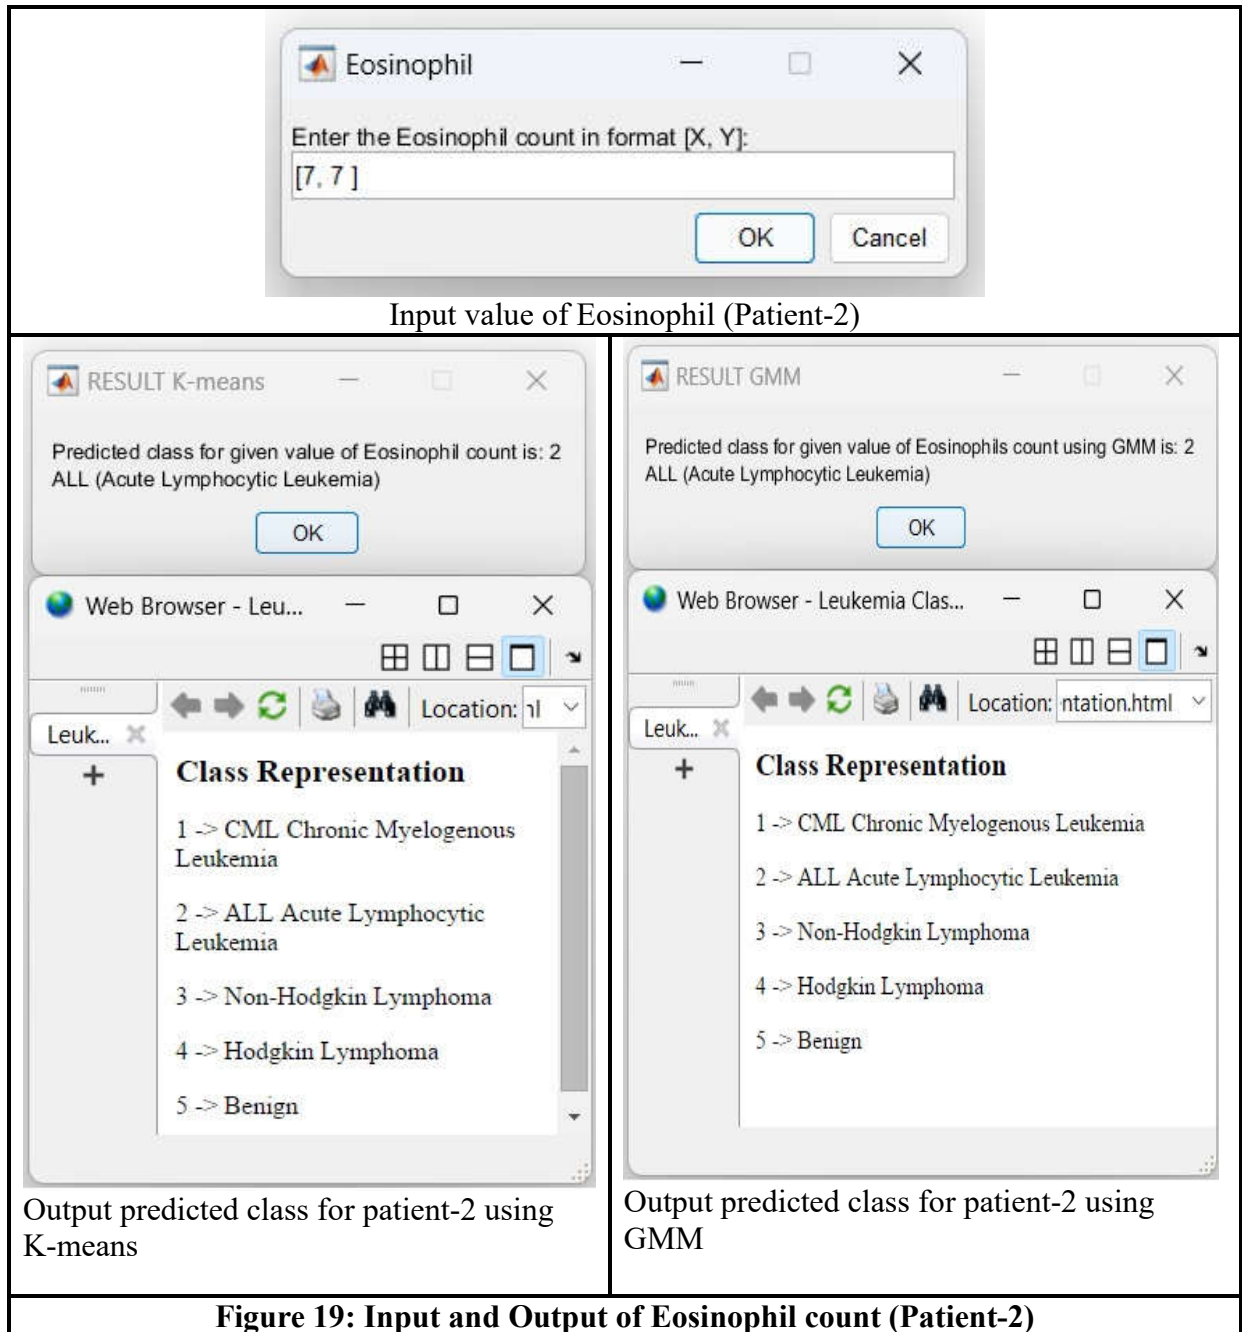 Eosinophil
Enter the Eosinophil count in format [X, Y]:
[7, 7 ]
OK Cancel
Input value of Eosinophil (Patient-2)
RESULT K-means
Predicted class for given value of Eosinophil count is: 2
ALL (Acute Lymphocytic Leukemia)
OK
Web Browser - Leu...
Location: nl
Leuk...
Class Representation
1 -> CML Chronic Myelogenous
Leukemia
2 -> ALL Acute Lymphocytic
Leukemia
3 -> Non-Hodgkin Lymphoma
4 -> Hodgkin Lymphoma
5 -> Benign
Output predicted class for patient-2 using
K-means
RESULT GMM
Predicted class for given value of Eosinophils count using GMM is: 2
ALL (Acute Lymphocytic Leukemia)
OK
Web Browser - Leukemia Clas...
Location: ntation.html
Leuk...
Class Representation
1 -> CML Chronic Myelogenous Leukemia
2 -> ALL Acute Lymphocytic Leukemia
3 -> Non-Hodgkin Lymphoma
4 -> Hodgkin Lymphoma
5 -> Benign
Output predicted class for patient-2 using
GMM
Figure 19: Input and Output of Eosinophil count (Patient-2)